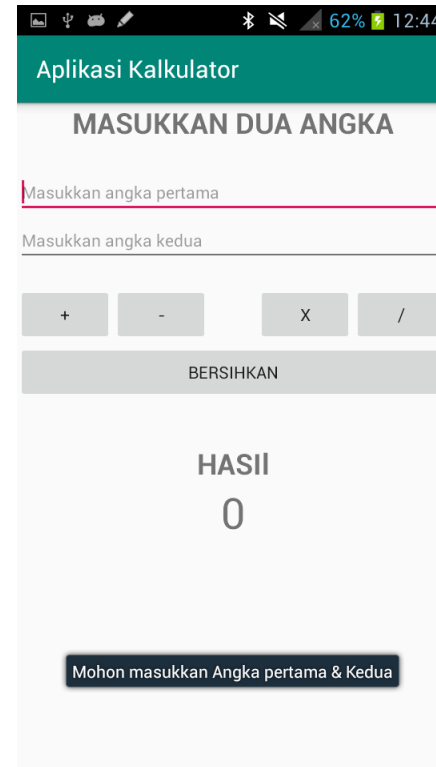 62% 12:44
Aplikasi Kalkulator
MASUKKAN DUA ANGKA
Masukkan angka pertama
Masukkan angka kedua
+ - X /
BERSIHKAN
HASIl
0
Mohon masukkan Angka pertama & Kedua